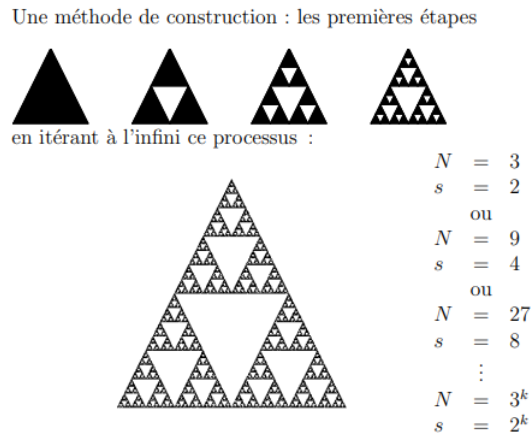 Une méthode de construction : les premières étapes
en itérant à l'infini ce processus :
N = 3
s = 2
ou
N = 9
s = 4
ou
N = 27
s = 8
⋮
N = 3^k
s = 2^k